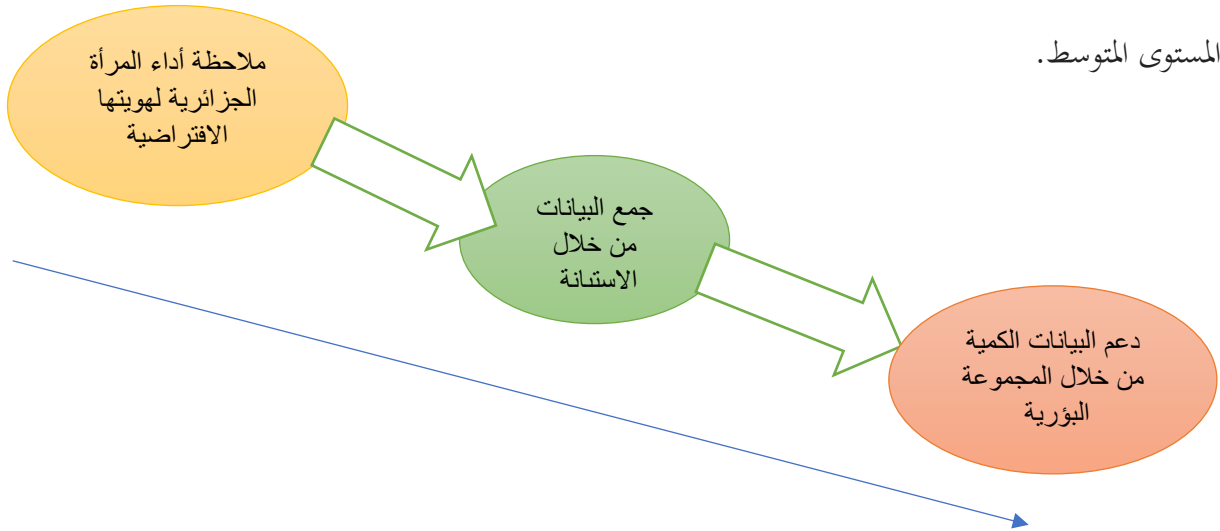 المستوى المتوسط.
ملاحظة أداء المرأة
الجزائرية لهويتها
الافتراضية
جمع البيانات
من خلال
الاستبانة
دعم البيانات الكمية
من خلال المجموعة
البؤرية